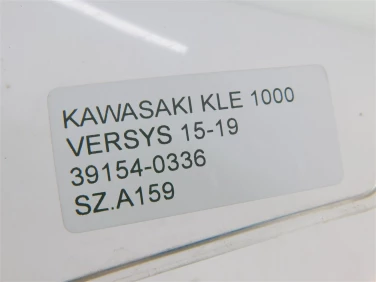 KAWASAKI KLE 1000
VERSYS 15-19
39154-0336
SZ.A159